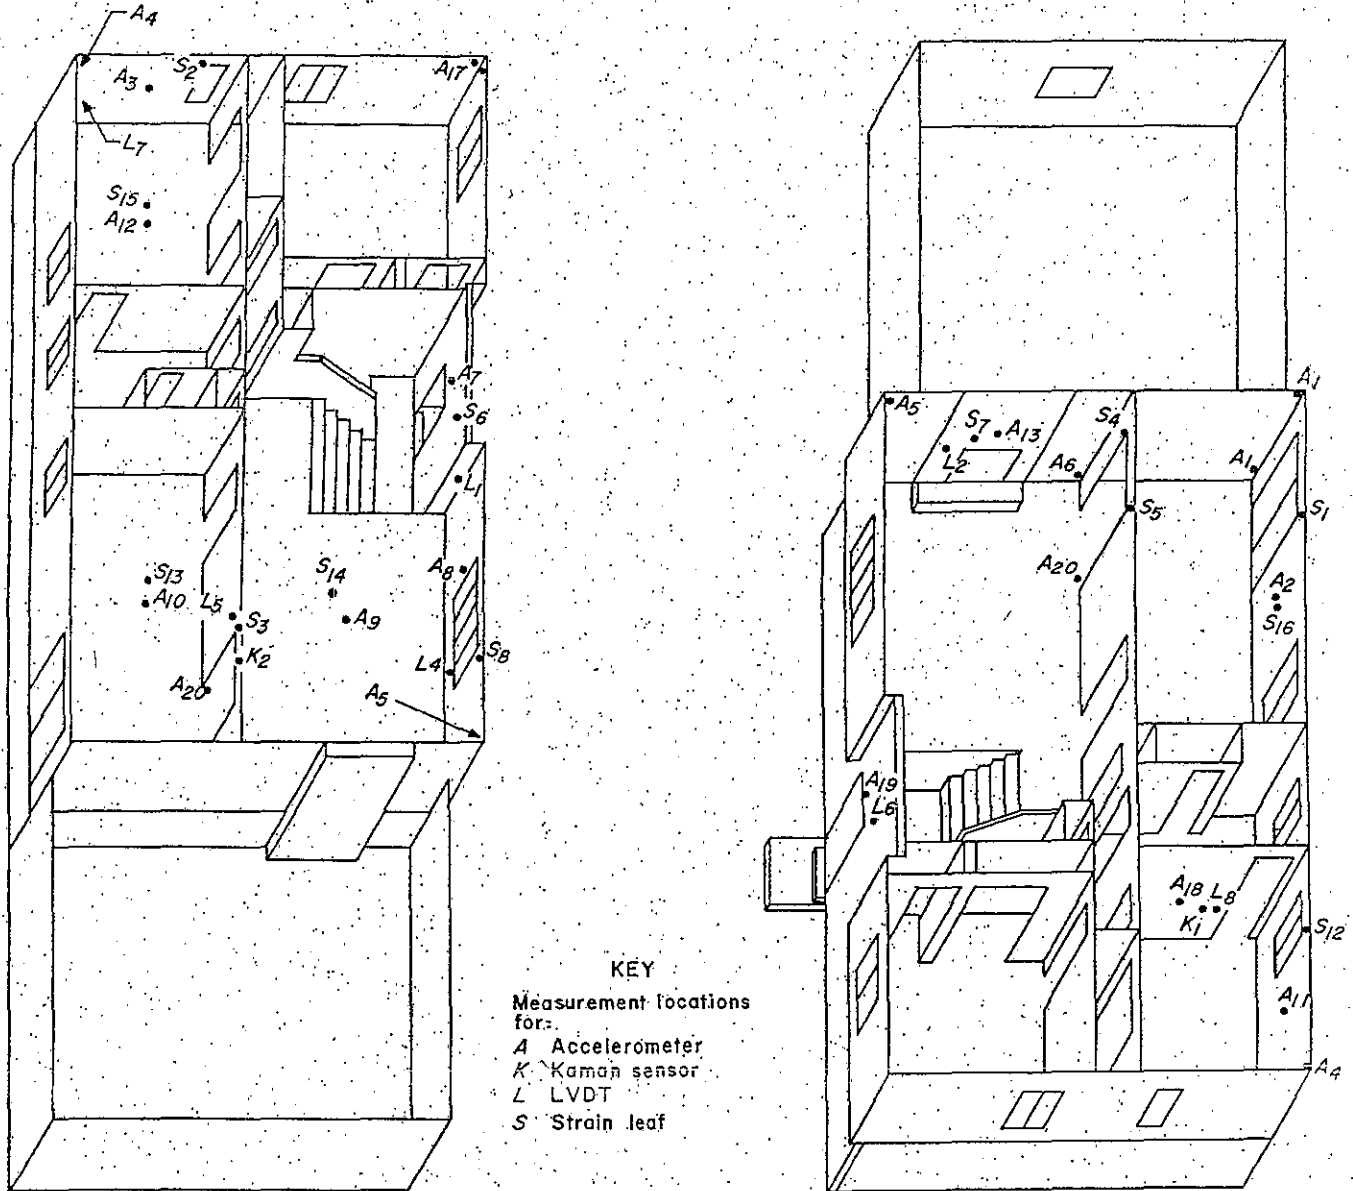 A4
A3
S2
A17
L7
S15
A12
A7
S6
L1
S13
A10
L5
S3
K2
A20
S14
A9
A8
L4
S8
A5
A1
A5
S7
A13
S4
L2
A6
A1
S5
S1
A20
A2
S16
A19
L6
A18
L8
K1
S12
A11
A4
KEY
Measurement locations
for:
A Accelerometer
K Kaman sensor
L LVDT
S Strain leaf